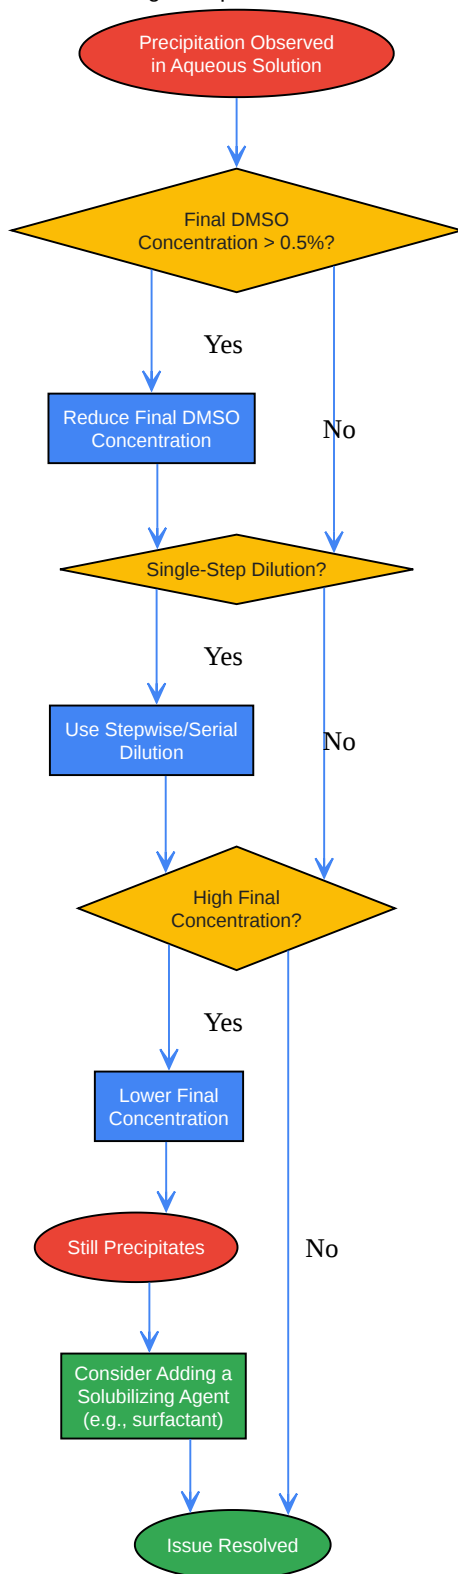 Precipitation Observed
in Aqueous Solution
Final DMSO
Concentration > 0.5%?
Yes
Reduce Final DMSO
Concentration
No
Single-Step Dilution?
Yes
Use Stepwise/Serial
Dilution
No
High Final
Concentration?
Yes
Lower Final
Concentration
Still Precipitates
No
Consider Adding a
Solubilizing Agent
(e.g., surfactant)
Issue Resolved